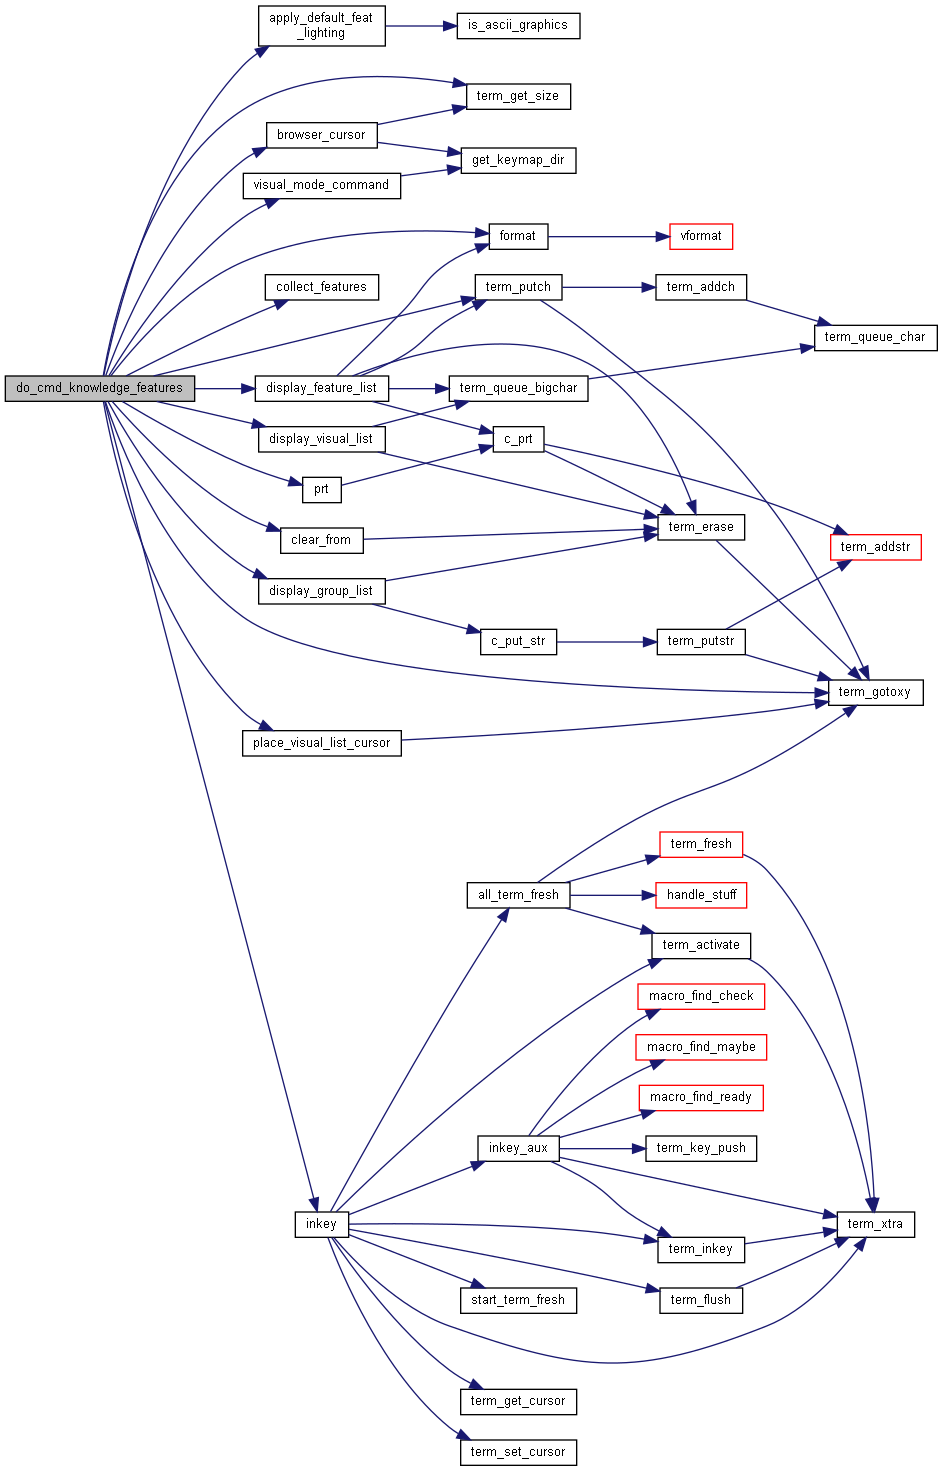 apply_default_feat
_lighting
is_ascii_graphics
term_get_size
browser_cursor
get_keymap_dir
visual_mode_command
format
vformat
collect_features
term_putch
term_addch
term_queue_char
do_cmd_knowledge_features
display_feature_list
term_queue_bigchar
display_visual_list
c_prt
prt
term_erase
clear_from
term_addstr
display_group_list
c_put_str
term_putstr
term_gotoxy
place_visual_list_cursor
term_fresh
all_term_fresh
handle_stuff
term_activate
macro_find_check
macro_find_maybe
macro_find_ready
inkey_aux
term_key_push
inkey
term_xtra
term_inkey
start_term_fresh
term_flush
term_get_cursor
term_set_cursor